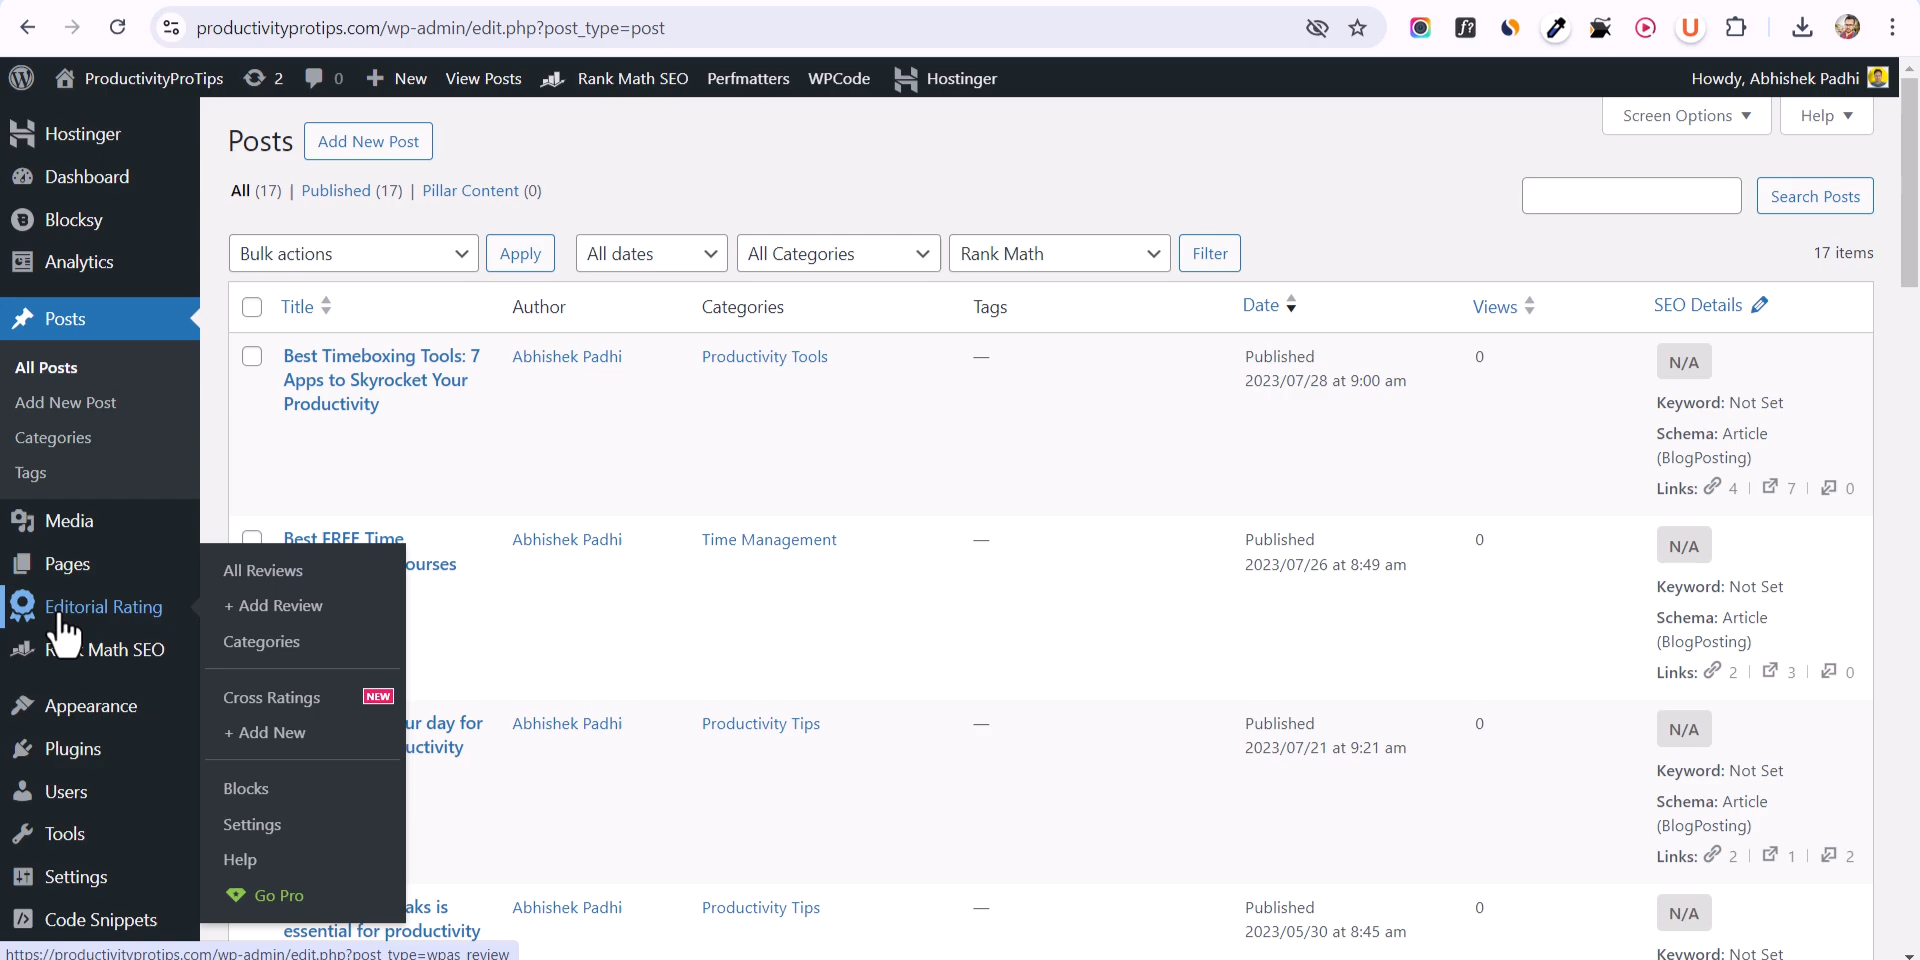 productivityprotips.com/wp-admin/edit.php?post_type=post
f?
U
ProductivityProTips 2 0 New View Posts Rank Math SEO Perfmatters WPCode Hostinger Howdy, Abhishek Padhi
Hostinger
Dashboard
Blocksy
Analytics
Posts
All Posts
Add New Post
Categories
Tags
Media
Pages
Editorial Rating
Math SEO
Appearance
Plugins
Users
Tools
Settings
Code Snippets
All Reviews
+ Add Review
Categories
Cross Ratings NEW
+ Add New
Blocks
Settings
Help
Go Pro
Posts Add New Post
Screen Options Help
All (17) | Published (17) | Pillar Content (0)
Search Posts
Bulk actions Apply All dates All Categories Rank Math Filter 17 items
Title Author Categories Tags Date Views SEO Details
Best Timeboxing Tools: 7
Apps to Skyrocket Your
Productivity
Abhishek Padhi Productivity Tools —
Published
2023/07/28 at 9:00 am
0
N/A
Keyword: Not Set
Schema: Article
(BlogPosting)
Links: 4 | 7 | 0
Best FREE Time
ourses
Abhishek Padhi Time Management —
Published
2023/07/26 at 8:49 am
0
N/A
Keyword: Not Set
Schema: Article
(BlogPosting)
Links: 2 | 3 | 0
ur day for
uctivity
Abhishek Padhi Productivity Tips —
Published
2023/07/21 at 9:21 am
0
N/A
Keyword: Not Set
Schema: Article
(BlogPosting)
Links: 2 | 1 | 2
aks is
essential for productivity
Abhishek Padhi Productivity Tips —
Published
2023/05/30 at 8:45 am
0
N/A
Keyword: Not Set
https://productivityprotips.com/wp-admin/edit.php?post_type=wpas_review